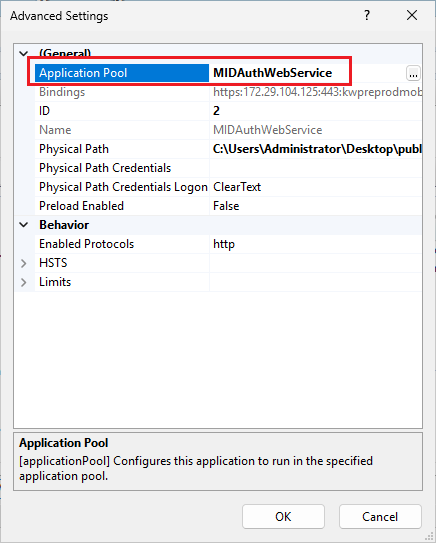 Advanced Settings
(General)
Application Pool MIDAuthWebService ...
Bindings https:172.29.104.125:443:kwpreprodmob
ID 2
Name MIDAuthWebService
Physical Path C:\Users\Administrator\Desktop\publ
Physical Path Credentials
Physical Path Credentials Logon ClearText
Preload Enabled False
Behavior
Enabled Protocols http
HSTS
Limits
Application Pool
[applicationPool] Configures this application to run in the specified
application pool.
OK Cancel